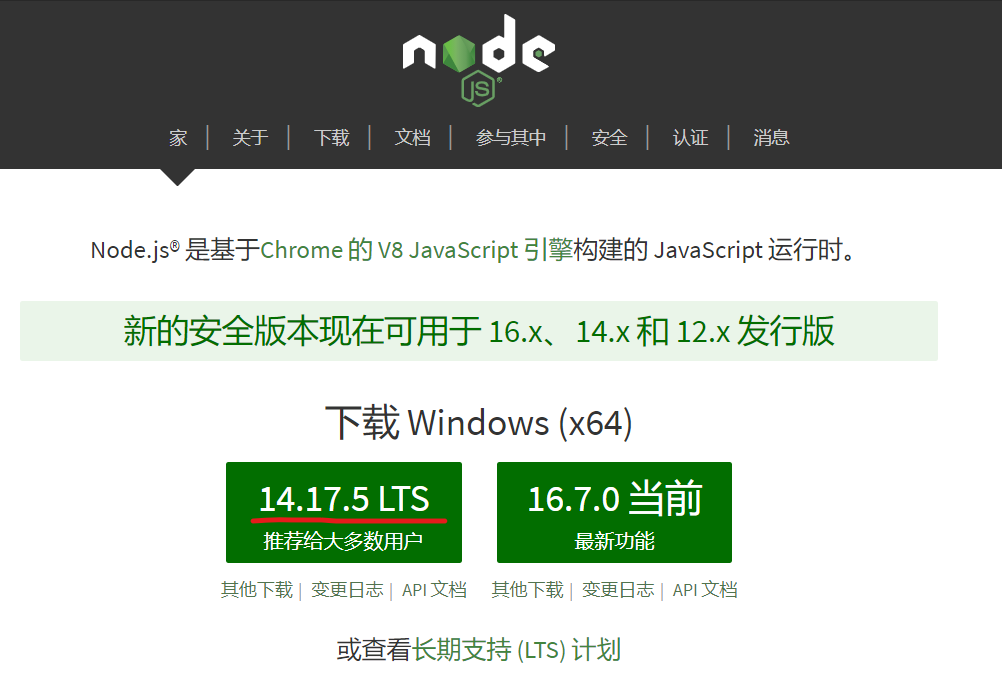 node
JS®
家 | 关于 | 下载 | 文档 | 参与其中 | 安全 | 认证 | 消息
Node.js® 是基于Chrome 的 V8 JavaScript 引擎构建的 JavaScript 运行时。
新的安全版本现在可用于 16.x、14.x 和 12.x 发行版
下载 Windows (x64)
14.17.5 LTS
推荐给大多数用户
16.7.0 当前
最新功能
其他下载 | 变更日志 | API 文档
其他下载 | 变更日志 | API 文档
或查看长期支持 (LTS) 计划